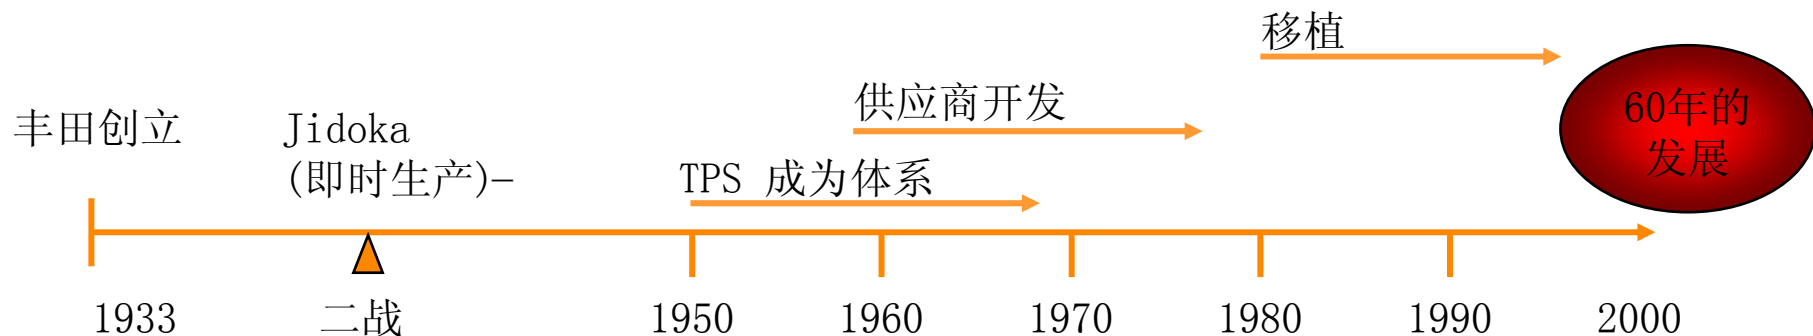 移植
供应商开发
60年的
发展
丰田创立
Jidoka
(即时生产)-
TPS 成为体系
1933
二战
1950
1960
1970
1980
1990
2000